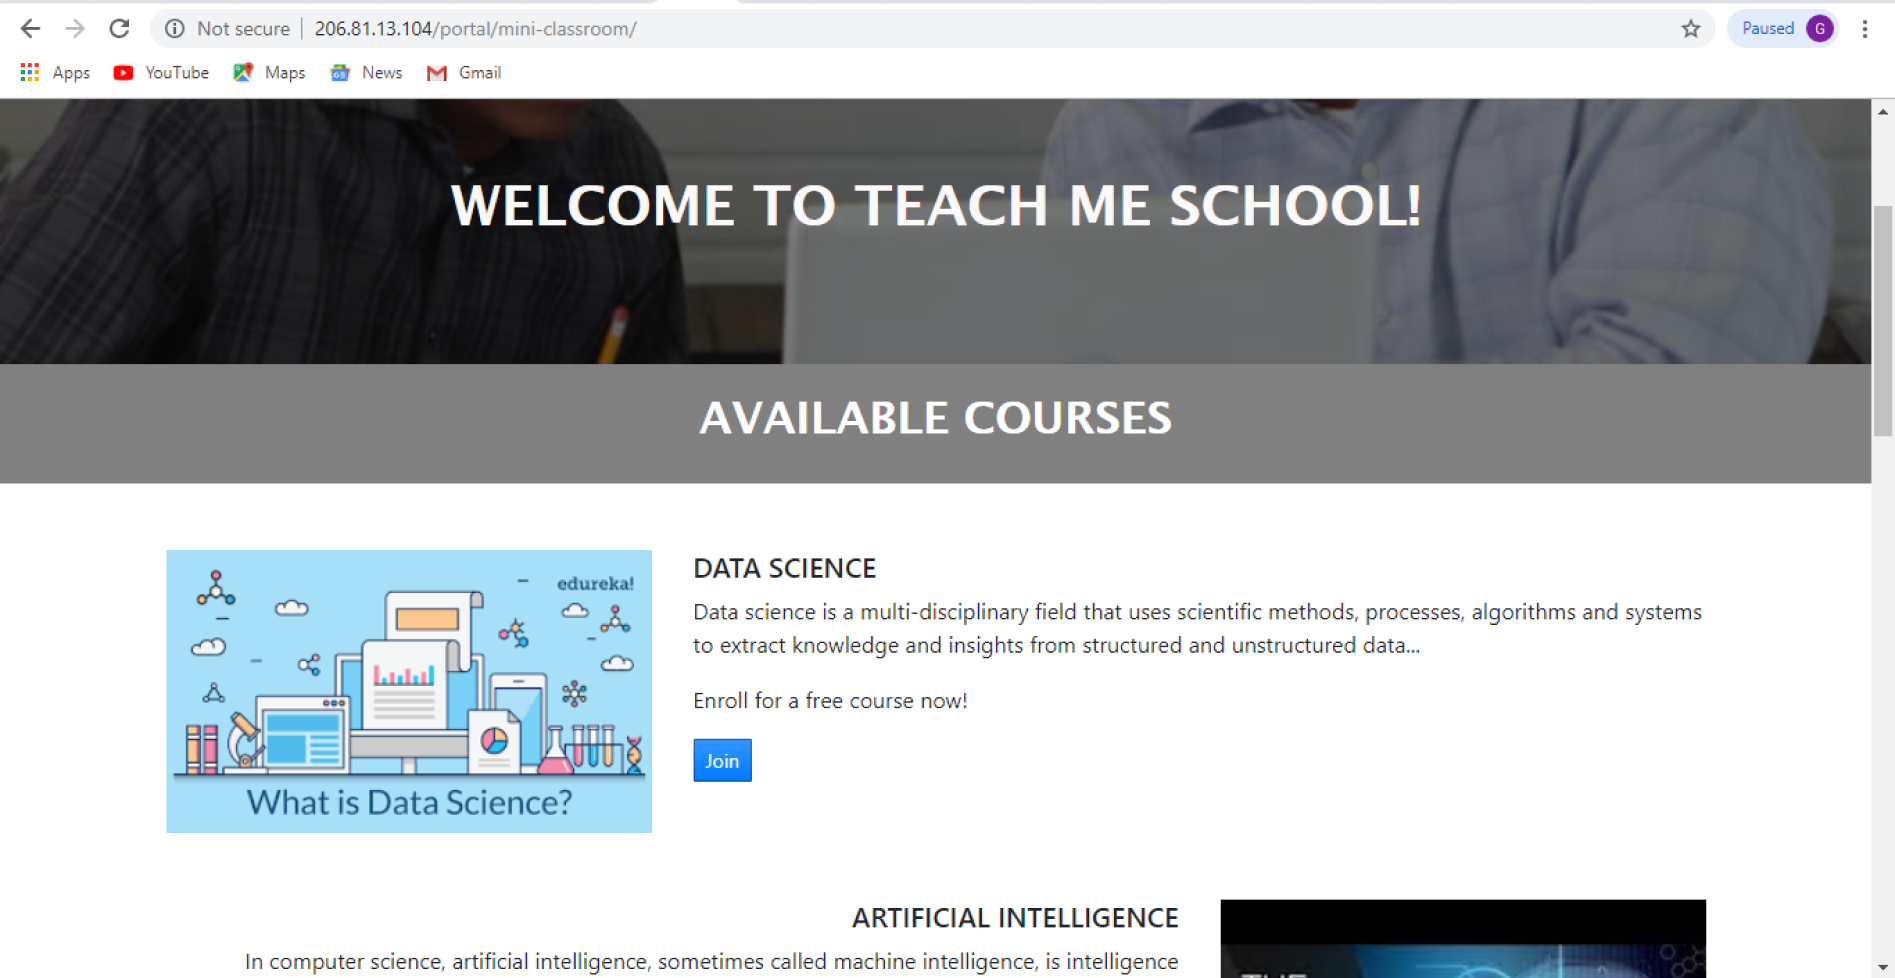 Not secure | 206.81.13.104/portal/mini-classroom/
Paused G
Apps YouTube Maps News Gmail
WELCOME TO TEACH ME SCHOOL!
AVAILABLE COURSES
edureka!
What is Data Science?
DATA SCIENCE
Data science is a multi-disciplinary field that uses scientific methods, processes, algorithms and systems
to extract knowledge and insights from structured and unstructured data...
Enroll for a free course now!
Join
ARTIFICIAL INTELLIGENCE
In computer science, artificial intelligence, sometimes called machine intelligence, is intelligence
THE